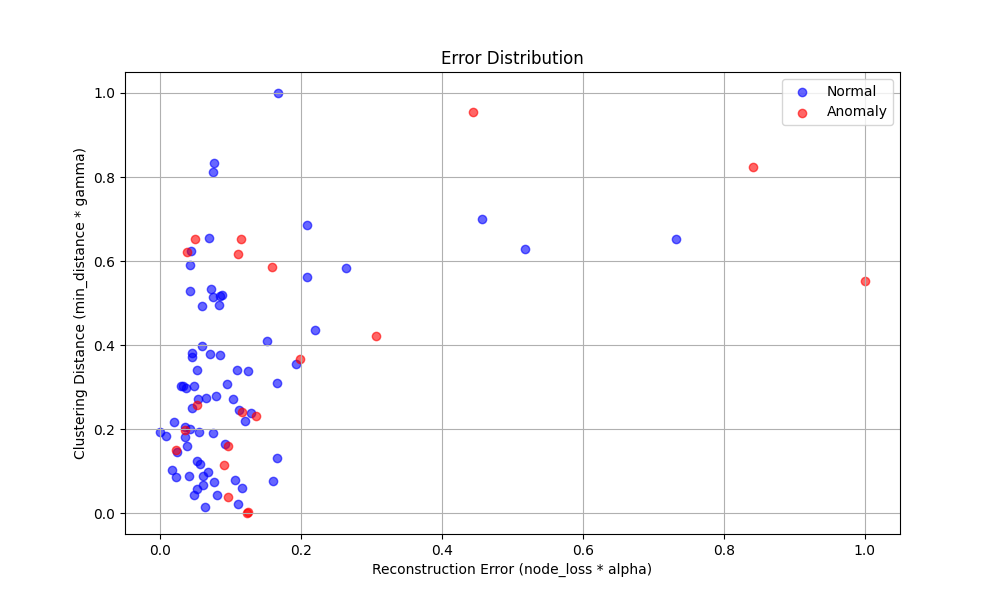 Error Distribution
Normal
Anomaly
1.0
0.8
0.6
0.4
0.2
0.0
Clustering Distance (min_distance * gamma)
0.0 0.2 0.4 0.6 0.8 1.0
Reconstruction Error (node_loss * alpha)